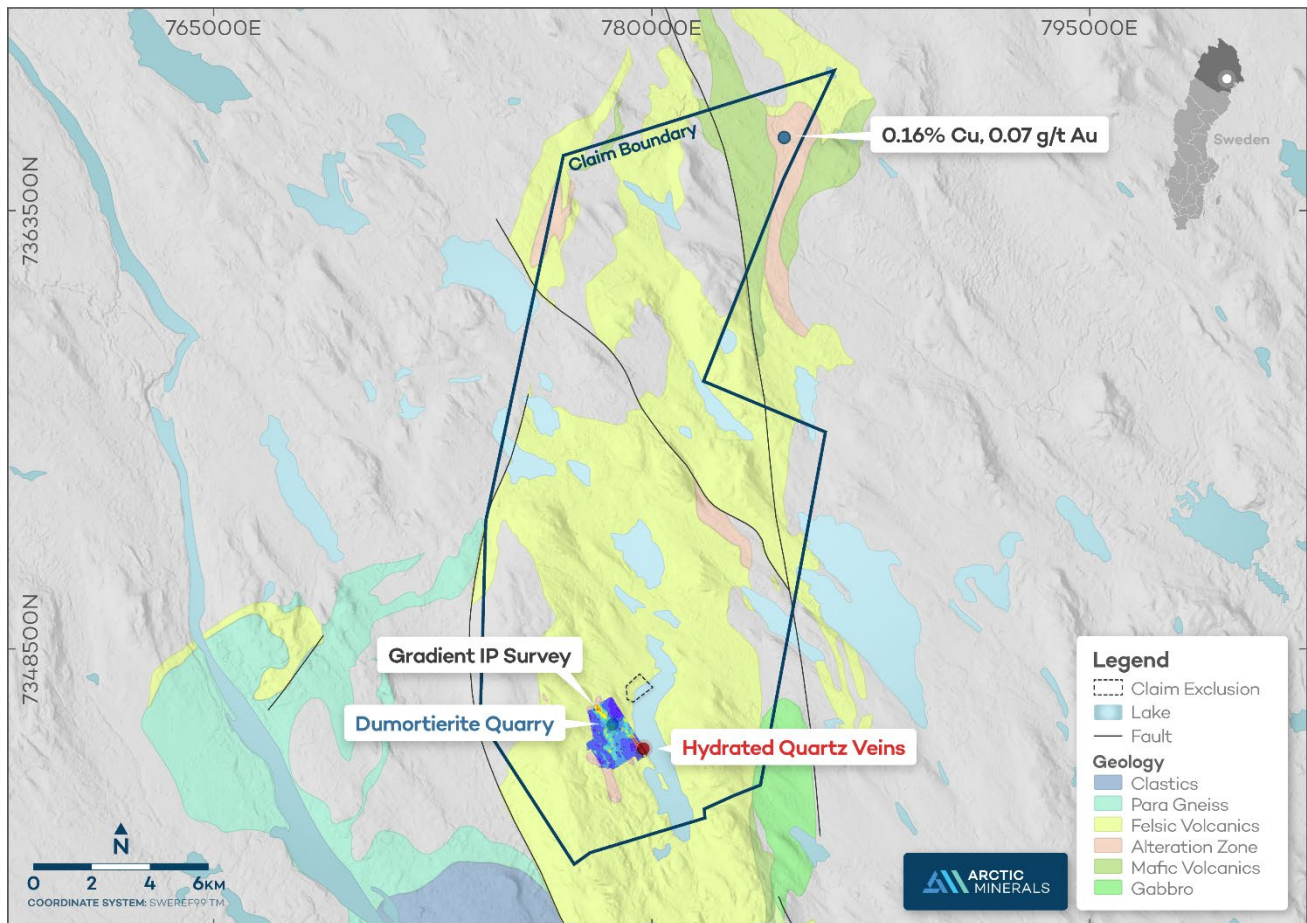 765000E
780000E
795000E
Sweden
0.16% Cu, 0.07 g/t Au
Claim Boundary
7363500N
7348500N
Gradient IP Survey
Dumortierite Quarry
Hydrated Quartz Veins
Legend
Claim Exclusion
Lake
Fault
Geology
Clastics
Para Gneiss
Felsic Volcanics
Alteration Zone
Mafic Volcanics
Gabbro
N
0 2 4 6KM
COORDINATE SYSTEM: SWEREF99 TM
ARCTIC
MINERALS